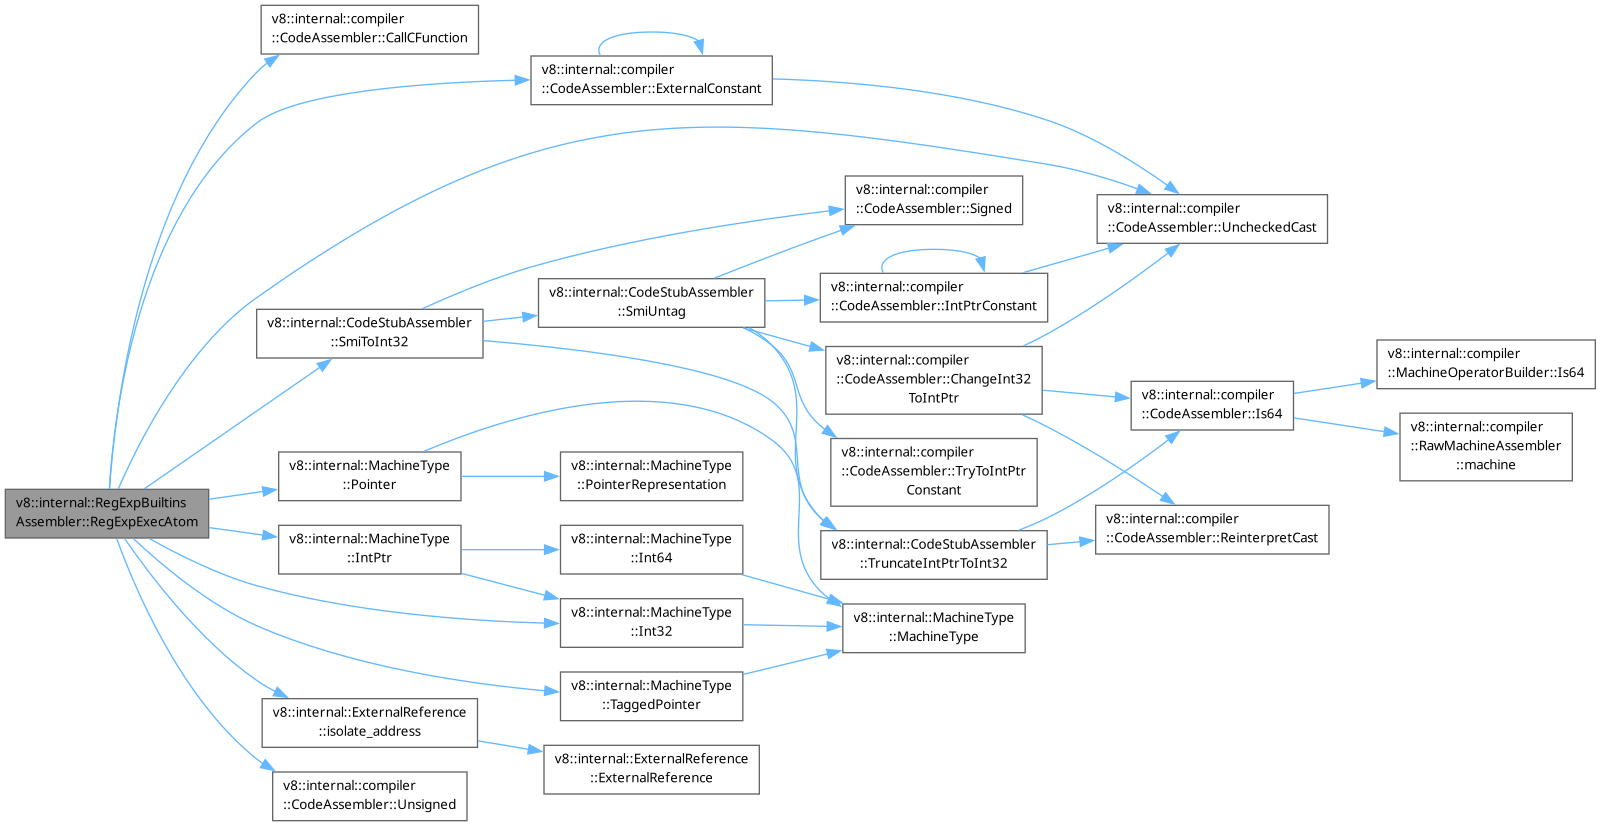 v8::internal::compiler
::CodeAssembler::CallCFunction
v8::internal::compiler
::CodeAssembler::ExternalConstant
v8::internal::compiler
::CodeAssembler::Signed
v8::internal::compiler
::CodeAssembler::UncheckedCast
v8::internal::CodeStubAssembler
::SmiUntag
v8::internal::compiler
::CodeAssembler::IntPtrConstant
v8::internal::CodeStubAssembler
::SmiToInt32
v8::internal::compiler
::CodeAssembler::ChangeInt32
ToIntPtr
v8::internal::compiler
::MachineOperatorBuilder::Is64
v8::internal::compiler
::CodeAssembler::Is64
v8::internal::compiler
::RawMachineAssembler
::machine
v8::internal::compiler
::CodeAssembler::TryToIntPtr
Constant
v8::internal::MachineType
::Pointer
v8::internal::MachineType
::PointerRepresentation
v8::internal::RegExpBuiltins
Assembler::RegExpExecAtom
v8::internal::MachineType
::IntPtr
v8::internal::MachineType
::Int64
v8::internal::CodeStubAssembler
::TruncateIntPtrToInt32
v8::internal::compiler
::CodeAssembler::ReinterpretCast
v8::internal::MachineType
::Int32
v8::internal::MachineType
::MachineType
v8::internal::MachineType
::TaggedPointer
v8::internal::ExternalReference
::isolate_address
v8::internal::ExternalReference
::ExternalReference
v8::internal::compiler
::CodeAssembler::Unsigned